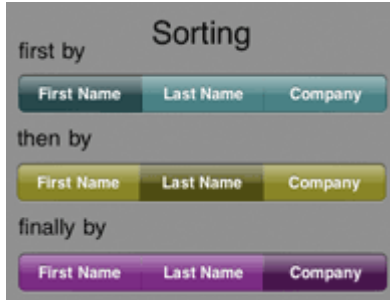 Sorting
first by
First Name Last Name Company
then by
First Name Last Name Company
finally by
First Name Last Name Company